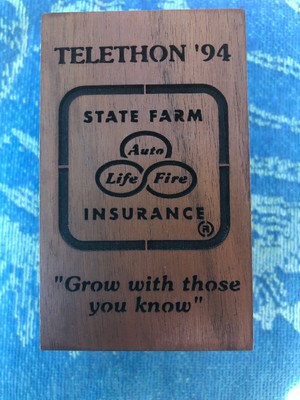 TELETHON '94
STATE FARM
Auto
Life Fire
INSURANCE ®
"Grow with those
you know"